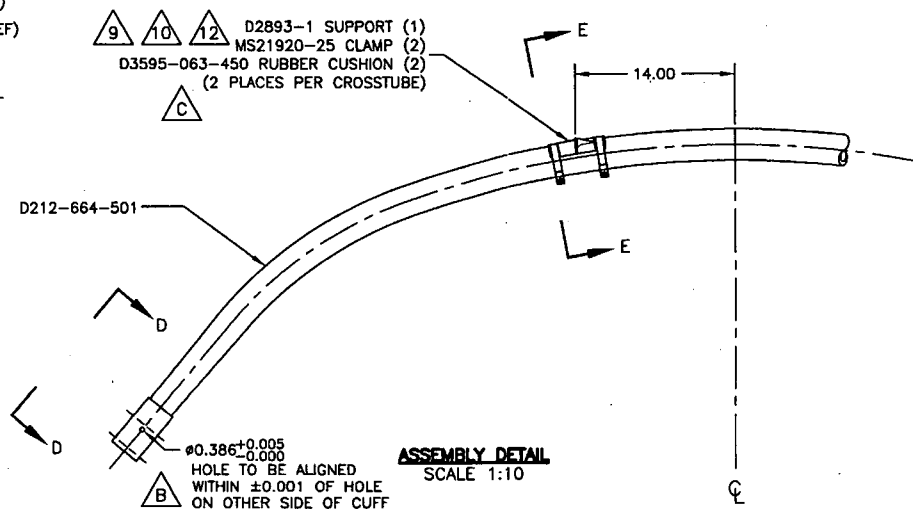 )
EF)
9 10 12 D2893-1 SUPPORT (1)
MS21920-25 CLAMP (2)
D3595-063-450 RUBBER CUSHION (2)
(2 PLACES PER CROSSTUBE)
C
E
14.00
D212-664-501
E
D
D
⌀0.386+0.005
-0.000
HOLE TO BE ALIGNED
WITHIN ±0.001 OF HOLE
ON OTHER SIDE OF CUFF
B
ASSEMBLY DETAIL
SCALE 1:10
℄